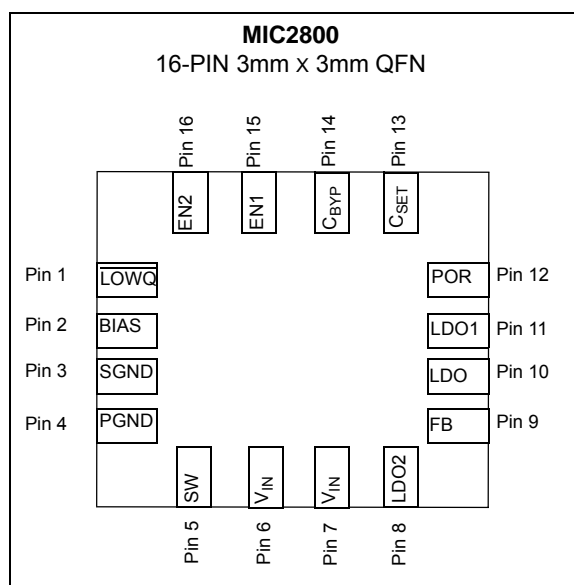 MIC2800
16-PIN 3mm x 3mm QFN
Pin 16
Pin 15
Pin 14
Pin 13
EN2
EN1
CBYP
CSET
Pin 1
LOWQ
POR
Pin 12
Pin 2
BIAS
LDO1
Pin 11
Pin 3
SGND
LDO
Pin 10
Pin 4
PGND
FB
Pin 9
SW
VIN
VIN
LDO2
Pin 5
Pin 6
Pin 7
Pin 8